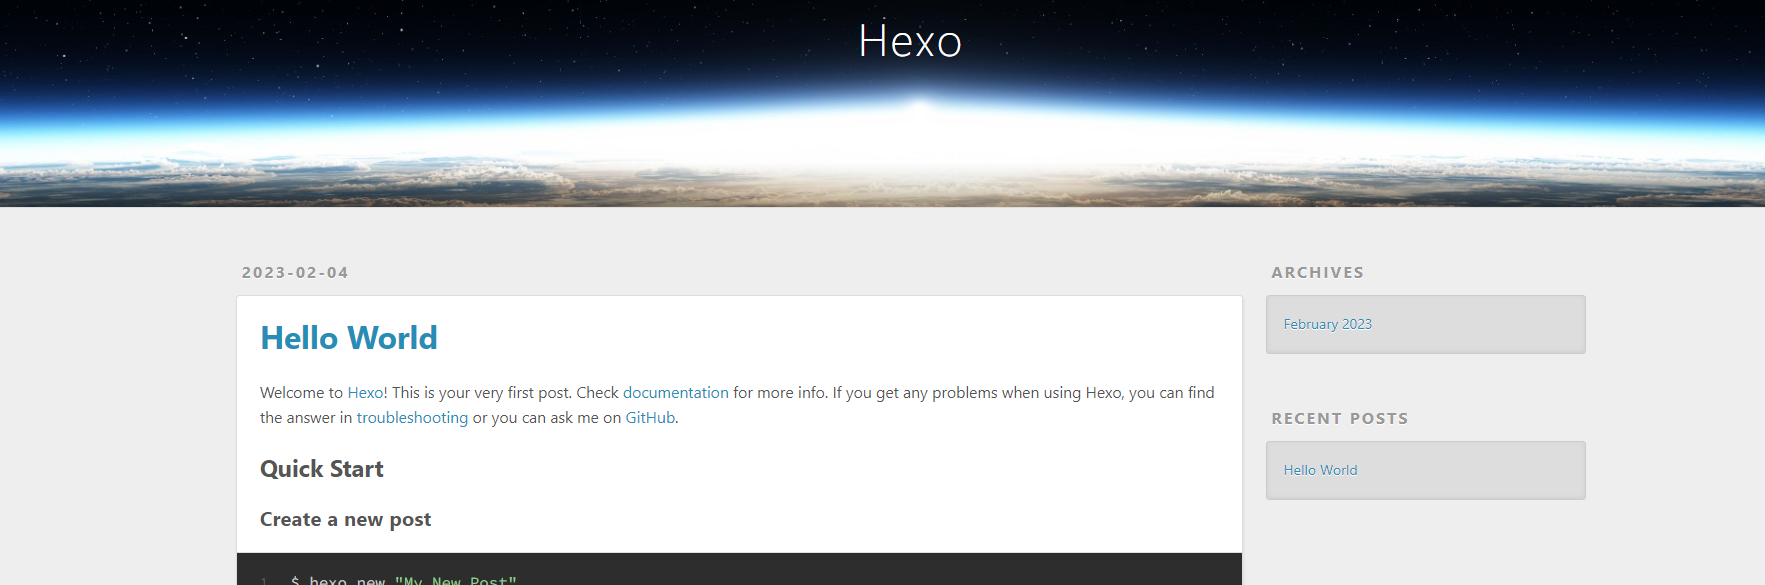 Hexo
2023-02-04
Hello World
Welcome to Hexo! This is your very first post. Check documentation for more info. If you get any problems when using Hexo, you can find
the answer in troubleshooting or you can ask me on GitHub.
Quick Start
Create a new post
1 $ hexo new "My New Post"
ARCHIVES
February 2023
RECENT POSTS
Hello World